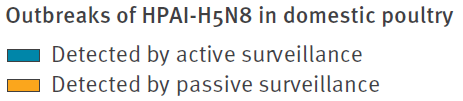 Outbreaks of HPAI-H5N8 in domestic poultry
Detected by active surveillance
Detected by passive surveillance